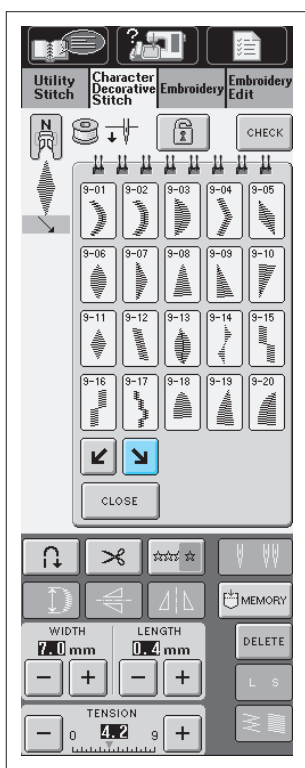 Utility Stitch
Character Decorative Stitch
Embroidery
Embroidery Edit
N
CHECK
9-01 9-02 9-03 9-04 9-05
9-06 9-07 9-08 9-09 9-10
9-11 9-12 9-13 9-14 9-15
9-16 9-17 9-18 9-19 9-20
CLOSE
MEMORY
WIDTH LENGTH
7.0 mm 0.4 mm
DELETE
− + − +
L S
TENSION
− 0 4.2 9 +